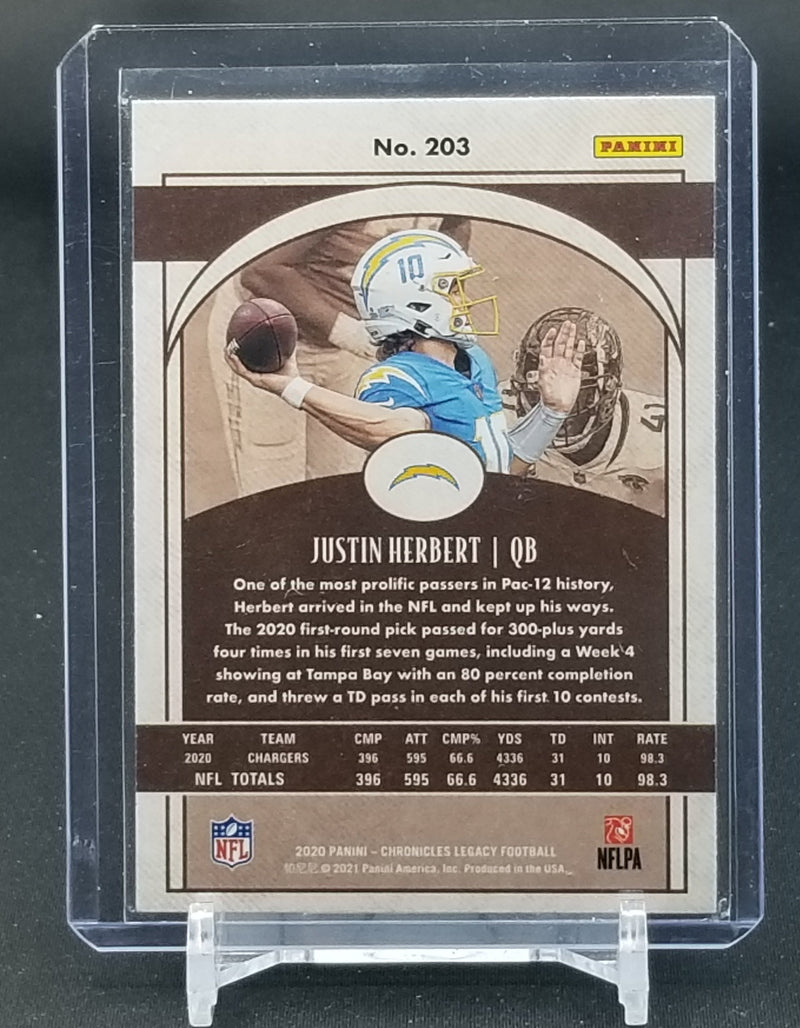 No. 203
PANINI
10
3
JUSTIN HERBERT | QB
One of the most prolific passers in Pac-12 history,
Herbert arrived in the NFL and kept up his ways.
The 2020 first-round pick passed for 300-plus yards
four times in his first seven games, including a Week 4
showing at Tampa Bay with an 80 percent completion
rate, and threw a TD pass in each of his first 10 contests.
YEAR TEAM CMP ATT CMP% YDS TD INT RATE
2020 CHARGERS 396 595 66.6 4336 31 10 98.3
NFL TOTALS 396 595 66.6 4336 31 10 98.3
NFL
NFLPA
2020 PANINI – CHRONICLES LEGACY FOOTBALL
帕尼尼 © 2021 Panini America, Inc. Produced in the USA.